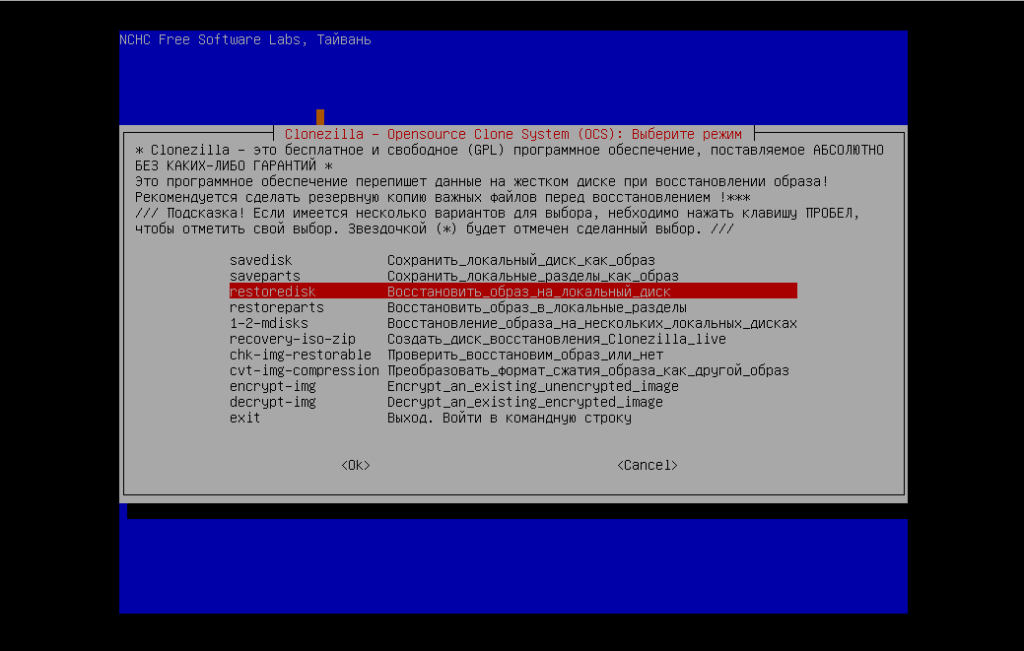 NCHC Free Software Labs, Тайвань
Clonezilla - Opensource Clone System (OCS): Выберите режим
* Clonezilla - это бесплатное и свободное (GPL) программное обеспечение, поставляемое АБСОЛЮТНО
БЕЗ КАКИХ-ЛИБО ГАРАНТИЙ *
Это программное обеспечение перепишет данные на жестком диске при восстановлении образа!
Рекомендуется сделать резервную копию важных файлов перед восстановлением !***
/// Подсказка! Если имеется несколько вариантов для выбора, небходимо нажать клавишу ПРОБЕЛ,
чтобы отметить свой выбор. Звездочкой (*) будет отмечен сделанный выбор. ///
savedisk Сохранить_локальный_диск_как_образ
saveparts Сохранить_локальные_разделы_как_образ
restoredisk Восстановить_образ_на_локальный_диск
restoreparts Восстановить_образ_в_локальные_разделы
1-2-mdisks Восстановление_образа_на_нескольких_локальных_дисках
recovery-iso-zip Создать_диск_восстановления_Clonezilla_live
chk-img-restorable Проверить_восстановим_образ_или_нет
cvt-img-compression Преобразовать_формат_сжатия_образа_как_другой_образ
encrypt-img Encrypt_an_existing_unencrypted_image
decrypt-img Decrypt_an_existing_encrypted_image
exit Выход. Войти в командную строку
<Ok> <Cancel>